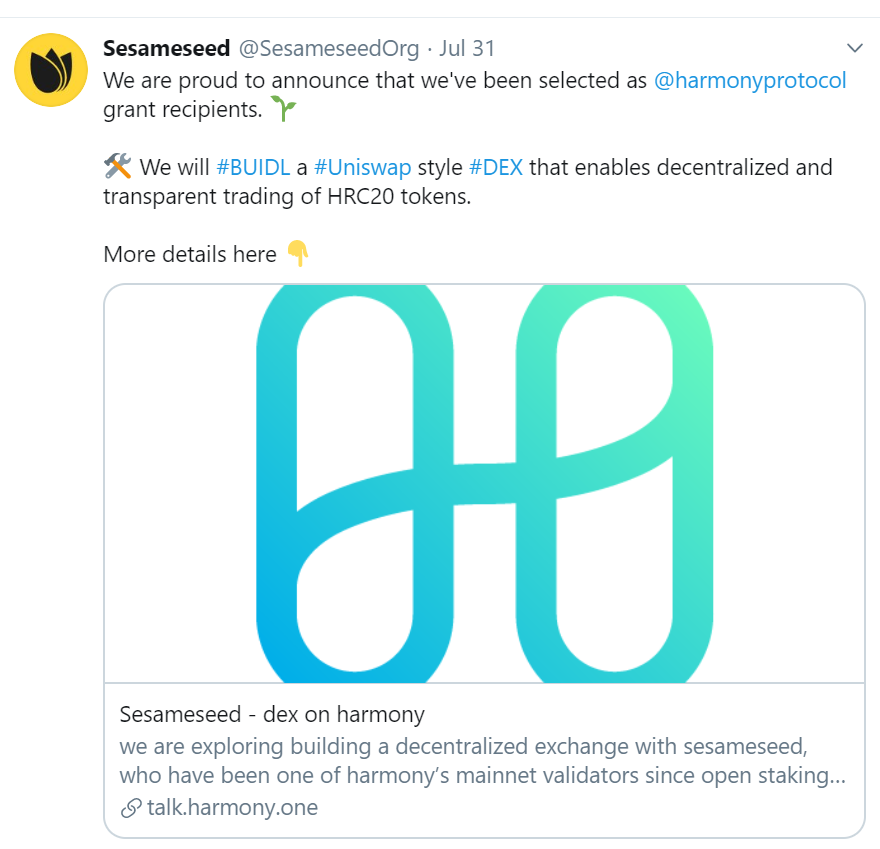 Sesameseed @SesameseedOrg · Jul 31
We are proud to announce that we've been selected as @harmonyprotocol
grant recipients. 🌱
🛠 We will #BUIDL a #Uniswap style #DEX that enables decentralized and
transparent trading of HRC20 tokens.
More details here 👇
Sesameseed - dex on harmony
we are exploring building a decentralized exchange with sesameseed,
who have been one of harmony’s mainnet validators since open staking...
talk.harmony.one